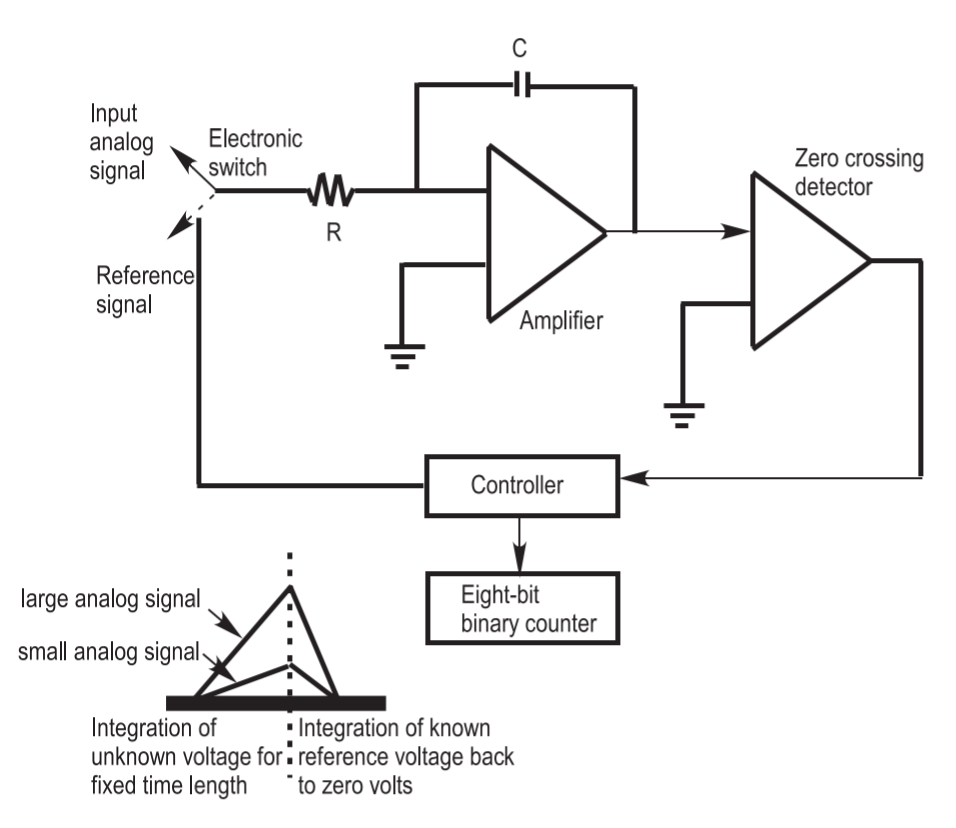 C
Input
analog
signal
Electronic
switch
R
Reference
signal
Amplifier
Zero crossing
detector
Controller
Eight-bit
binary counter
large analog signal
small analog signal
Integration of
unknown voltage for
fixed time length
Integration of known
reference voltage back
to zero volts